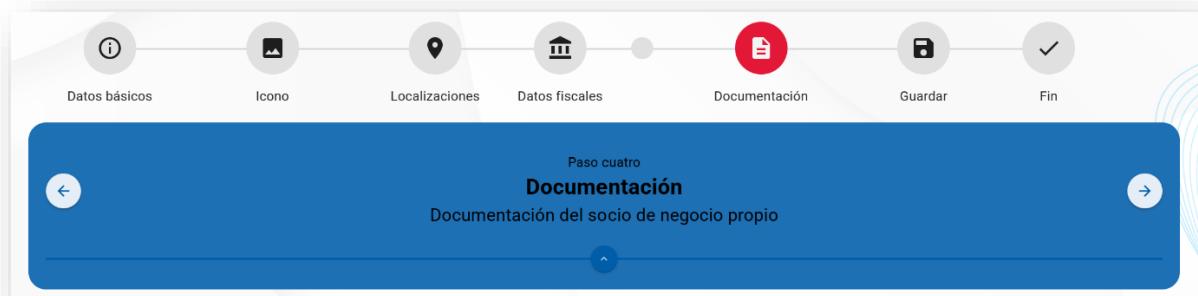 Datos básicos
Icono
Localizaciones
Datos fiscales
Documentación
Guardar
Fin
Paso cuatro
Documentación
Documentación del socio de negocio propio